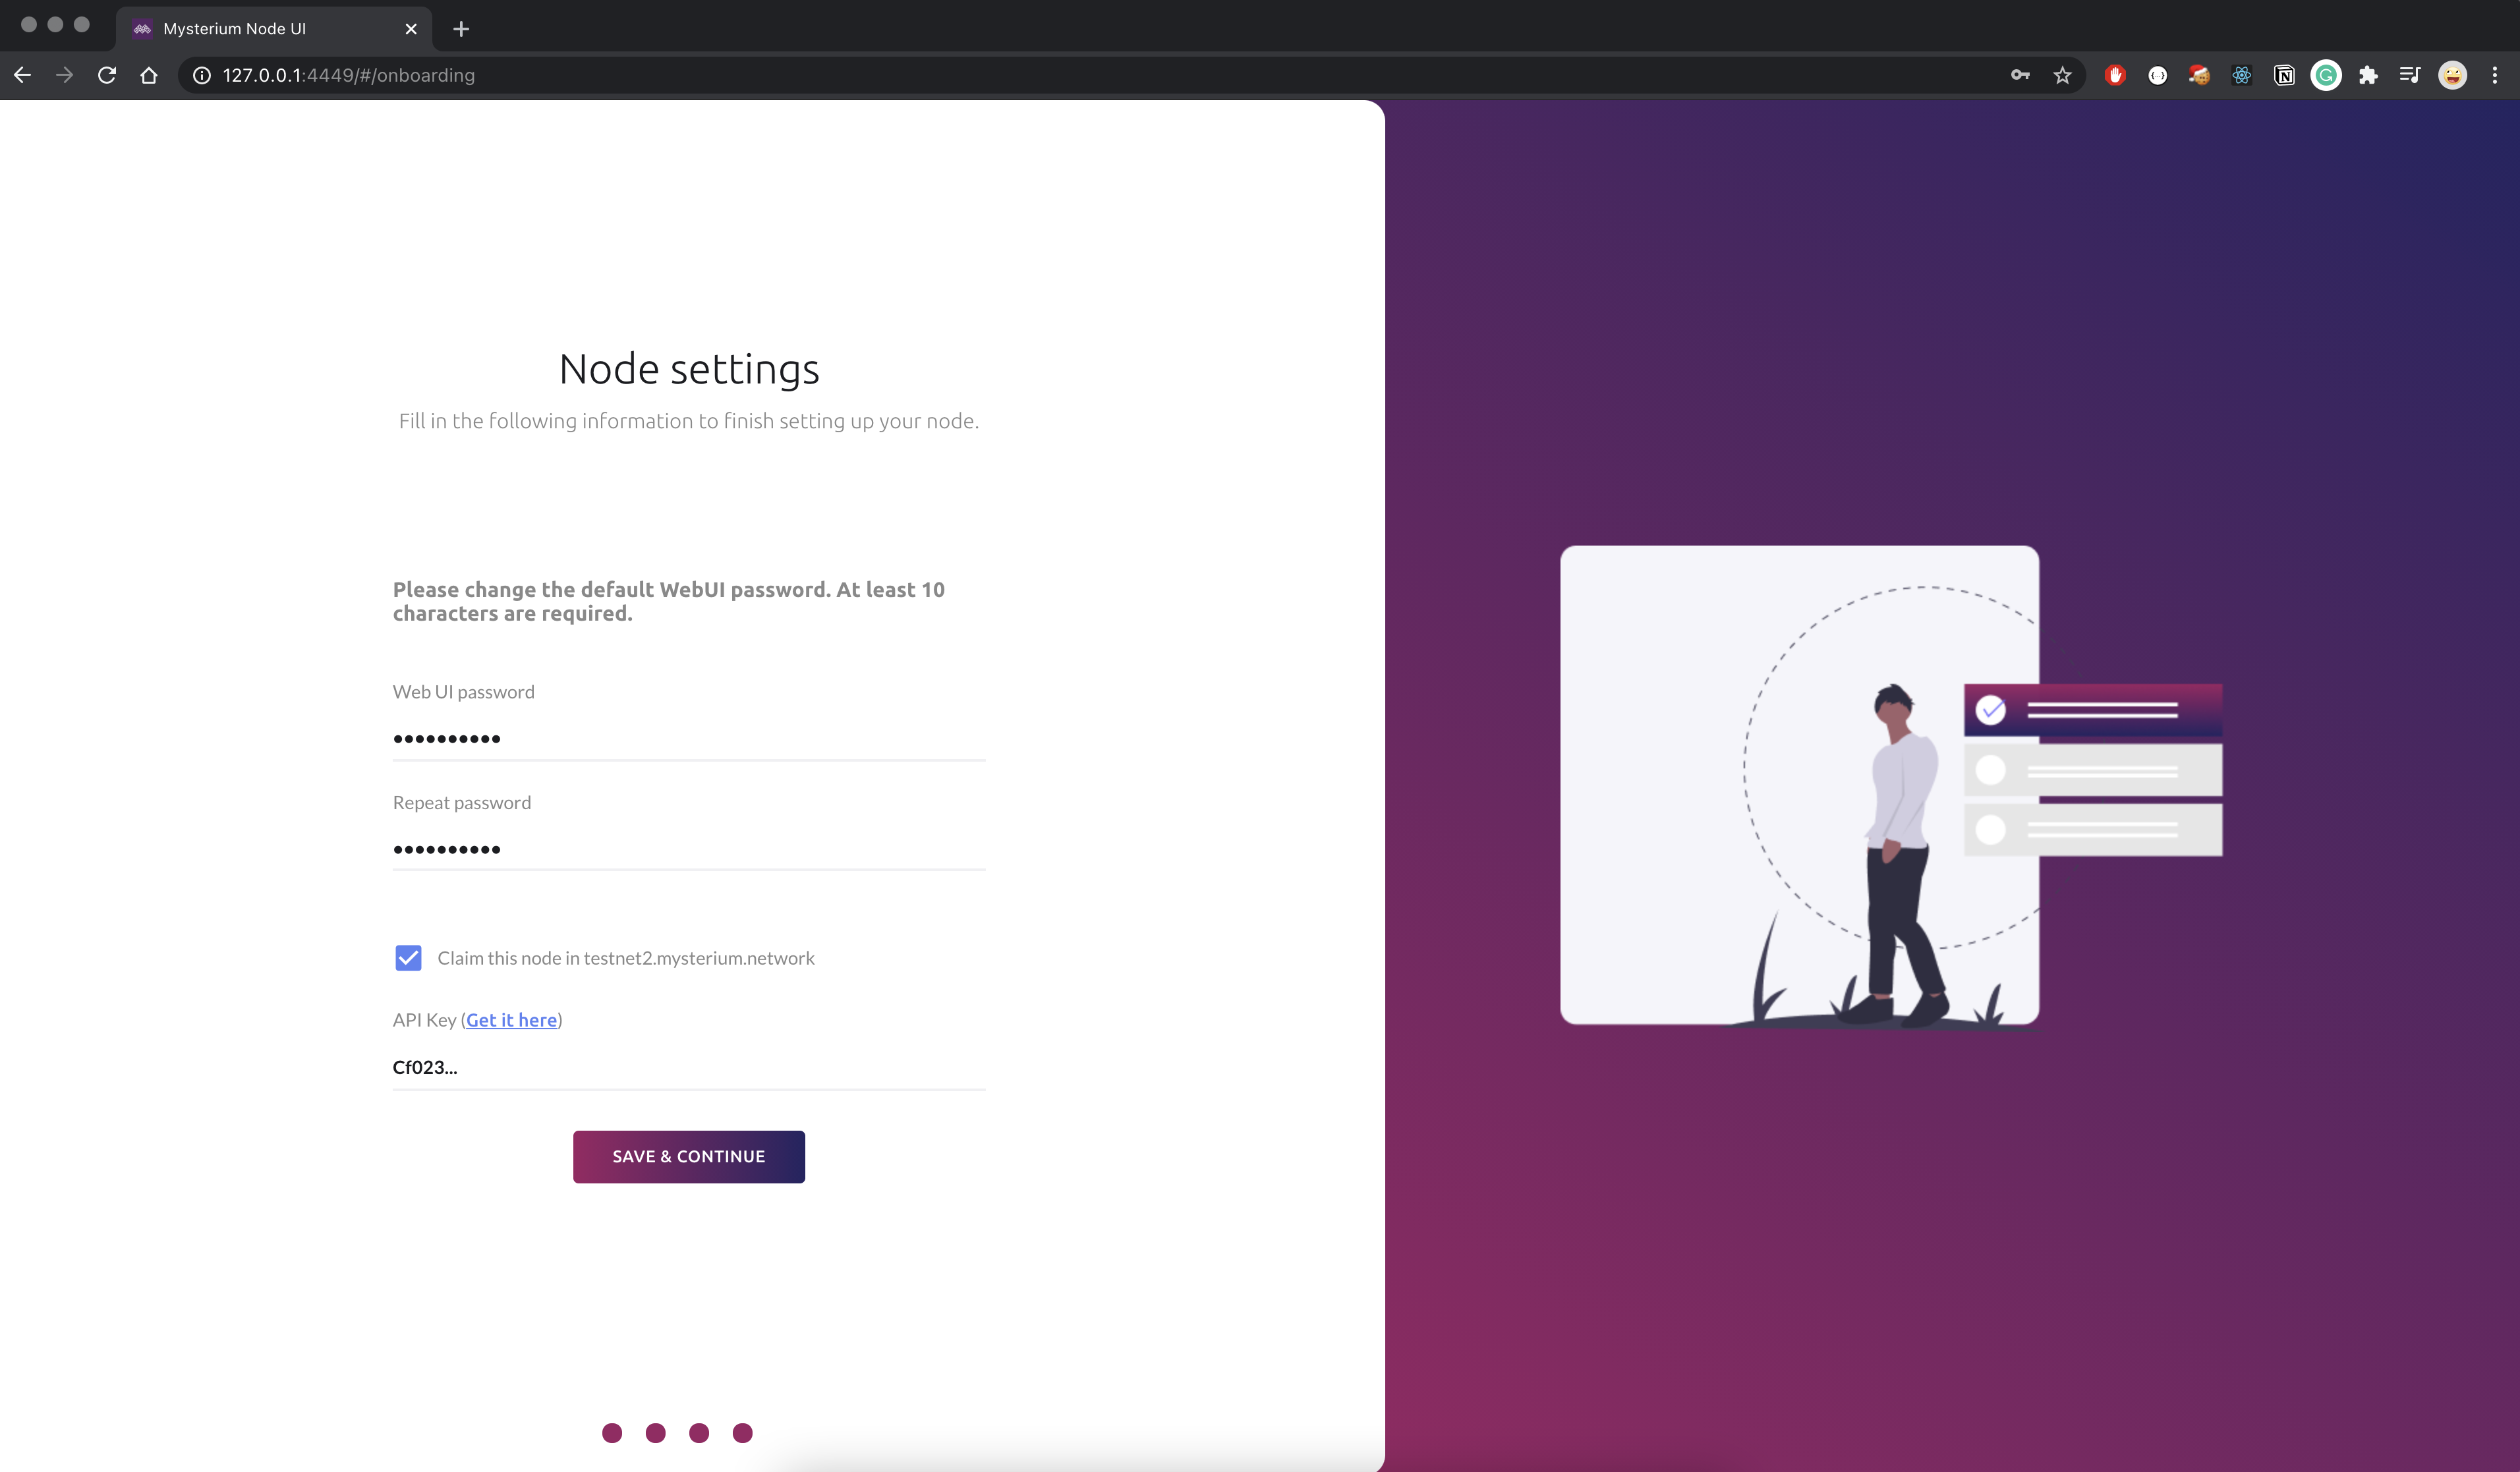 Mysterium Node UI
127.0.0.1:4449/#/onboarding
Node settings
Fill in the following information to finish setting up your node.
Please change the default WebUI password. At least 10
characters are required.
Web UI password
••••••••••
Repeat password
••••••••••
Claim this node in testnet2.mysterium.network
API Key (Get it here)
Cf023...
SAVE & CONTINUE